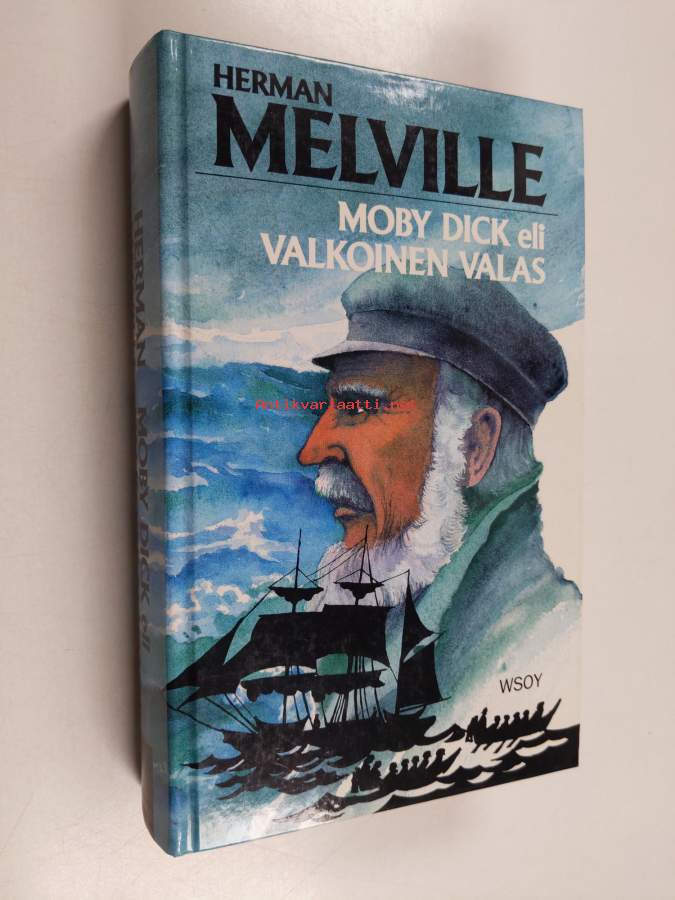 HERMAN
MELVILLE
MOBY DICK eli
VALKOINEN VALAS
Antikvariaatti.net
WSOY
HERMAN MOBY DICK eli